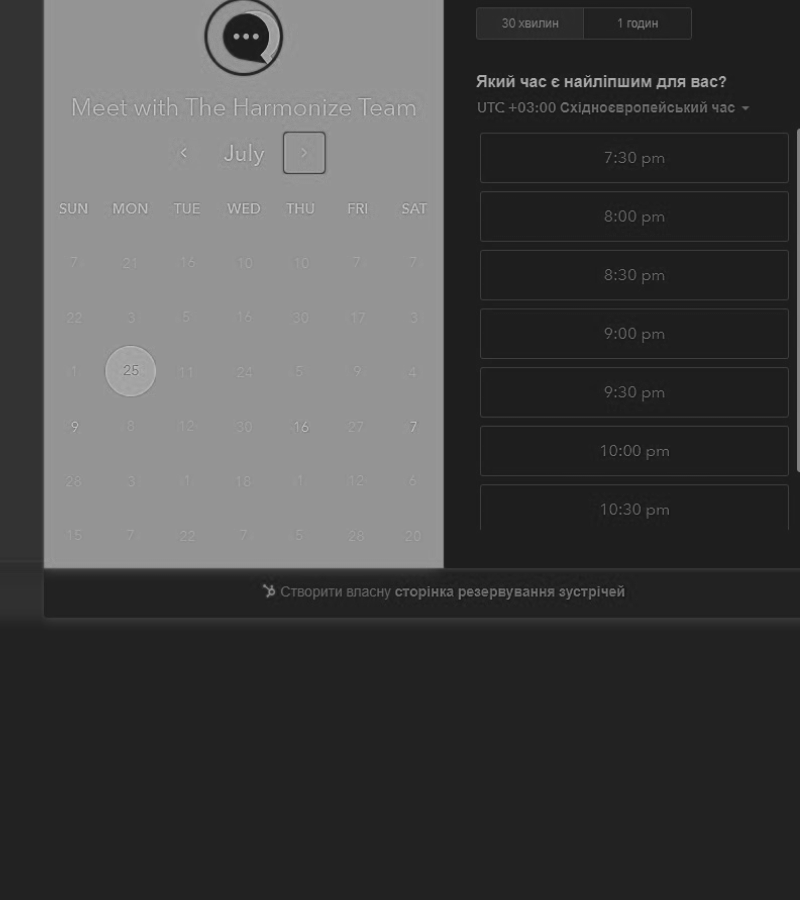 Meet with The Harmonize Team
July
SUN MON TUE WED THU FRI SAT
7 21 16 10 10 7 7
22 3 5 16 30 17 3
1 25 11 24 5 9 4
9 8 12 30 16 27 7
28 3 1 18 1 12 6
15 7 22 7 5 26 20
30 хвилин 1 годин
Який час є найліпшим для вас?
UTC +03:00 Східноєвропейський час
7:30 pm
8:00 pm
8:30 pm
9:00 pm
9:30 pm
10:00 pm
10:30 pm
Створити власну сторінка резервування зустрічей